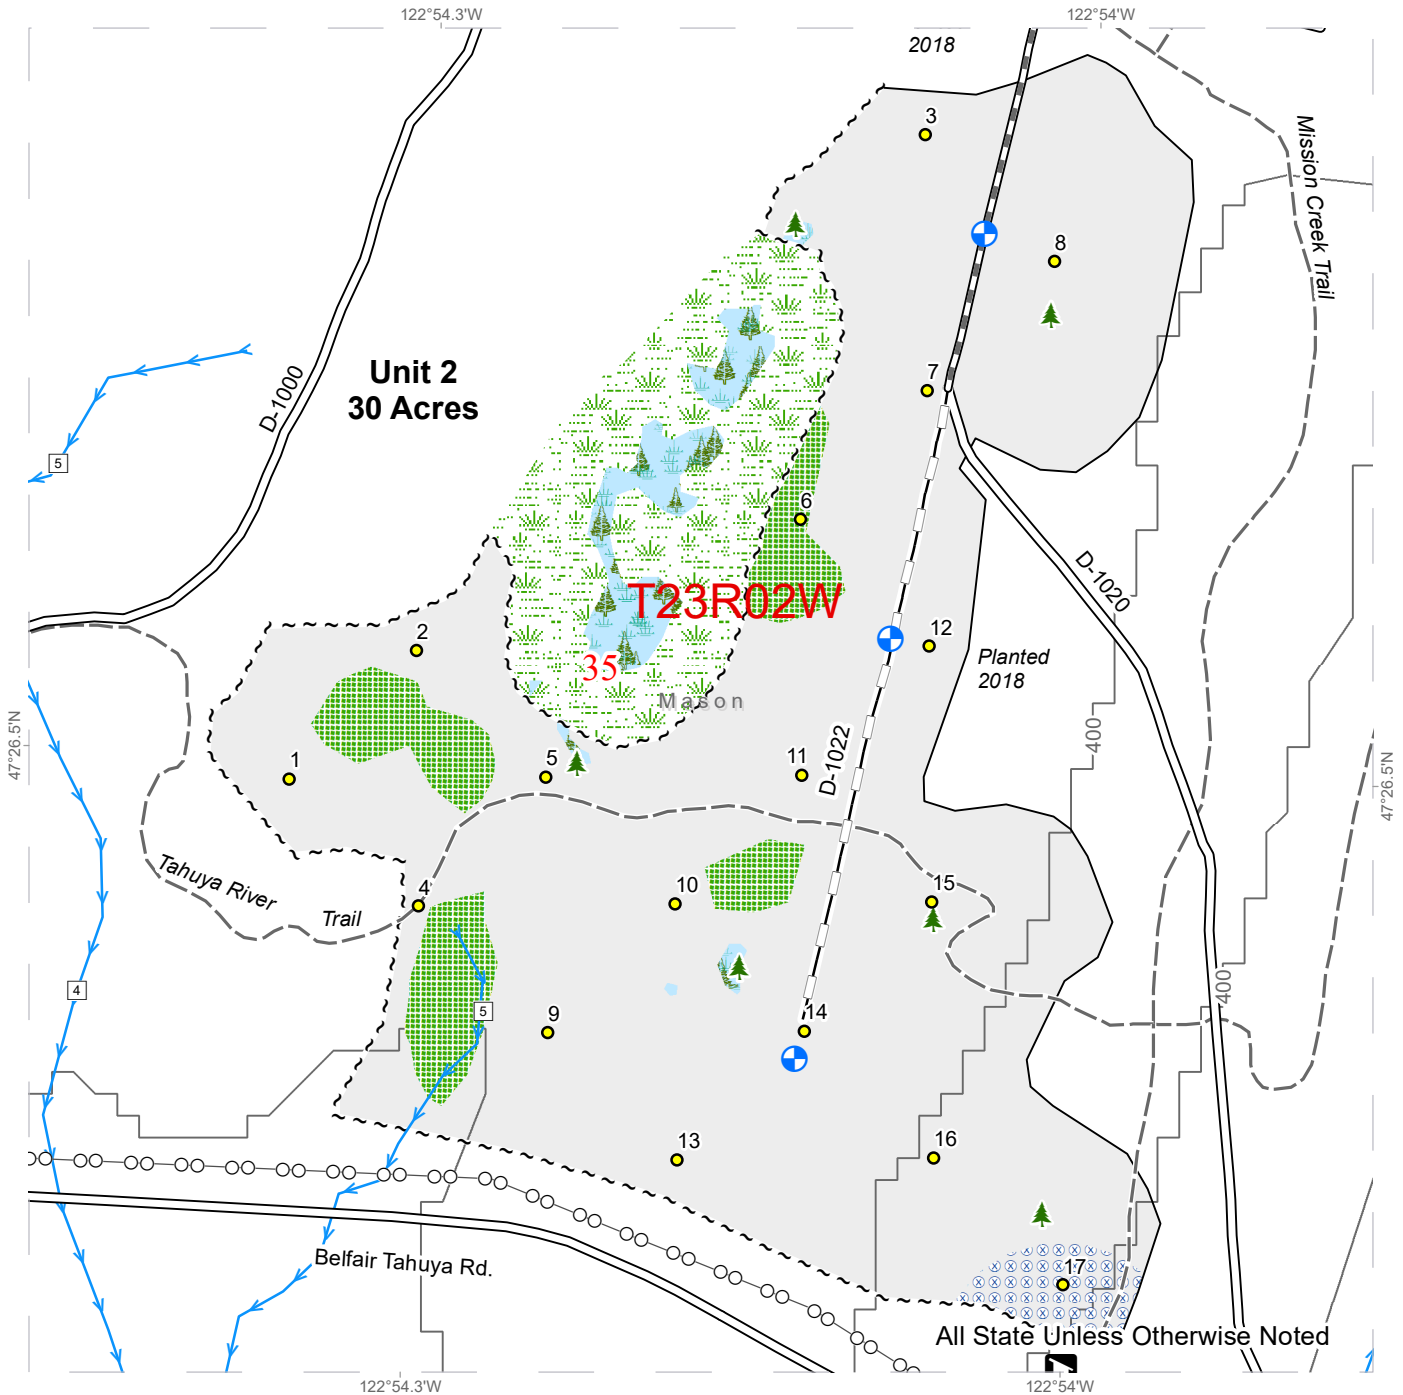 122°54.3'W
122°54'W
2018
3
Mission Creek Trail
8
Unit 2
30 Acres
D-1000
7
5
6
D-1020
T23R02W
2
12
Planted
2018
35
Mason
47°26.5'N
400
D-1022
1
5
11
47°26.5'N
Tahuya River
Trail
4
10
15
4
400
5
9
14
13
16
Belfair Tahuya Rd.
17
All State Unless Otherwise Noted
122°54.3'W
122°54'W